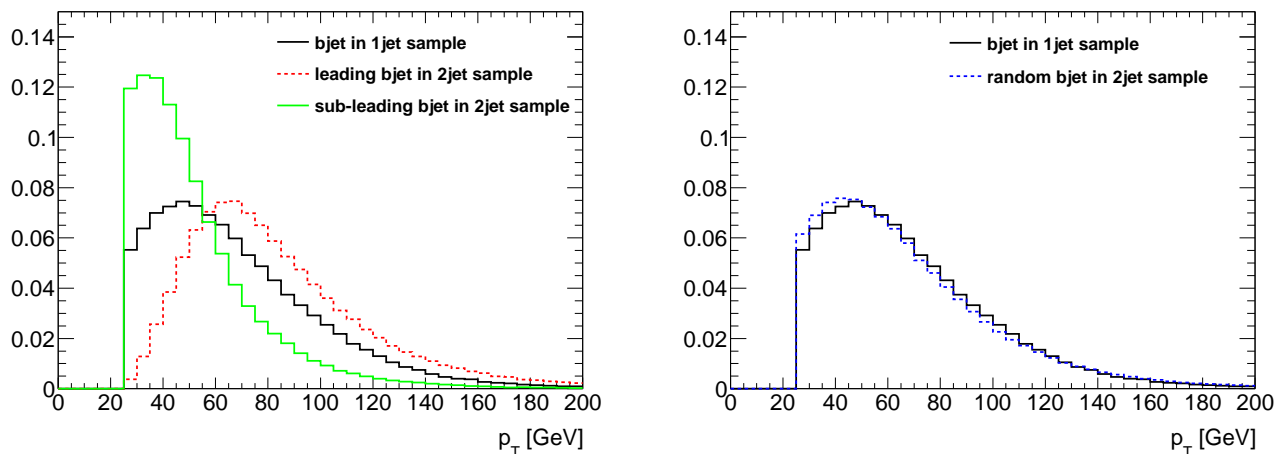 0.14
0.12
0.1
0.08
0.06
0.04
0.02
0
0 20 40 60 80 100 120 140 160 180 200
p_T [GeV]
bjet in 1jet sample
leading bjet in 2jet sample
sub-leading bjet in 2jet sample
0.14
0.12
0.1
0.08
0.06
0.04
0.02
0
0 20 40 60 80 100 120 140 160 180 200
p_T [GeV]
bjet in 1jet sample
random bjet in 2jet sample